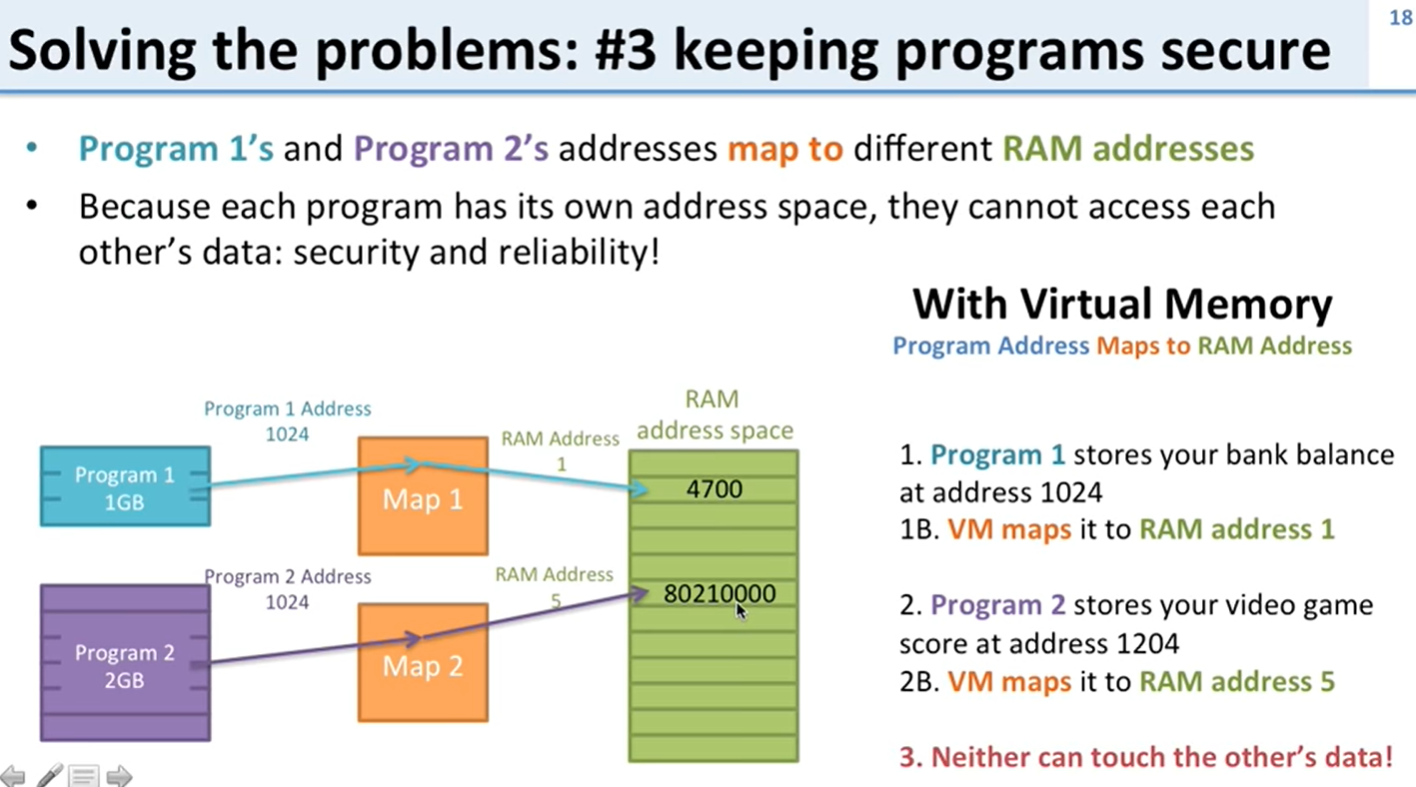 18
Solving the problems: #3 keeping programs secure
• Program 1’s and Program 2’s addresses map to different RAM addresses
• Because each program has its own address space, they cannot access each
other’s data: security and reliability!
With Virtual Memory
Program Address Maps to RAM Address
Program 1 Address
1024
RAM Address
1
RAM
address space
Program 1
1GB
Map 1
4700
Program 2 Address
1024
RAM Address
5
80210000
Program 2
2GB
Map 2
1. Program 1 stores your bank balance
at address 1024
1B. VM maps it to RAM address 1
2. Program 2 stores your video game
score at address 1204
2B. VM maps it to RAM address 5
3. Neither can touch the other’s data!